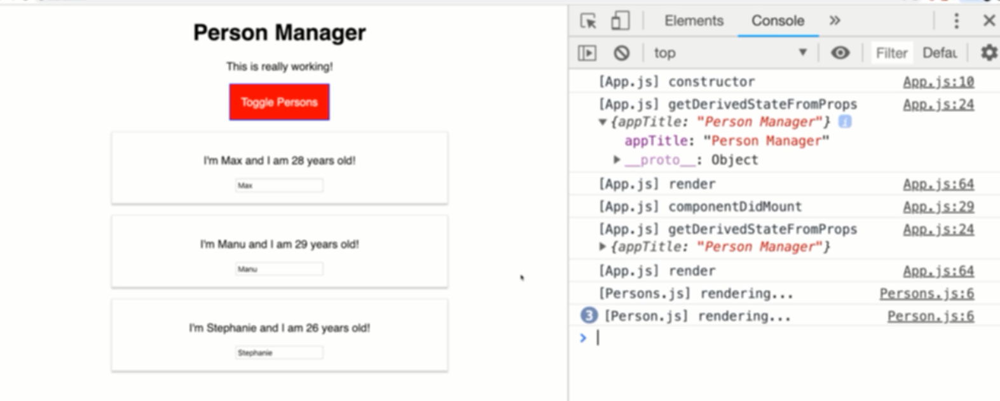 Person Manager
This is really working!
Toggle Persons
I'm Max and I am 28 years old!
Max
I'm Manu and I am 29 years old!
Manu
I'm Stephanie and I am 26 years old!
Stephanie
Elements Console »
top ▼ Filter Defau
[App.js] constructor App.js:10
[App.js] getDerivedStateFromProps App.js:24
▼{appTitle: "Person Manager"} i
appTitle: "Person Manager"
▶__proto__: Object
[App.js] render App.js:64
[App.js] componentDidMount App.js:29
[App.js] getDerivedStateFromProps App.js:24
▶{appTitle: "Person Manager"}
[App.js] render App.js:64
[Persons.js] rendering... Persons.js:6
3 [Person.js] rendering... Person.js:6